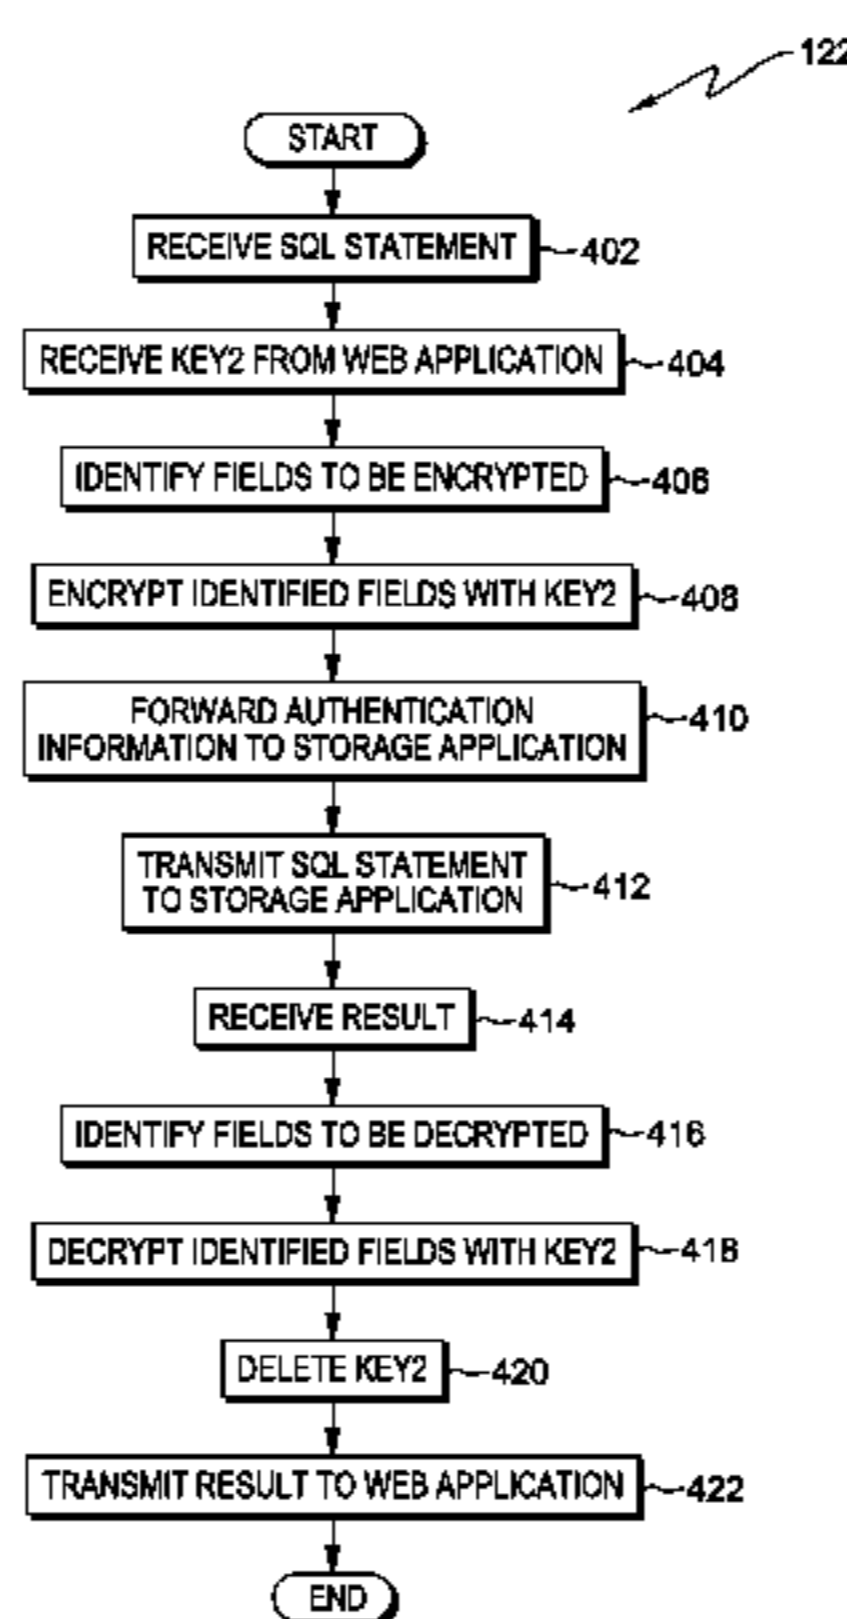 122
START
RECEIVE SQL STATEMENT
402
RECEIVE KEY2 FROM WEB APPLICATION
404
IDENTIFY FIELDS TO BE ENCRYPTED
406
ENCRYPT IDENTIFIED FIELDS WITH KEY2
408
FORWARD AUTHENTICATION
INFORMATION TO STORAGE APPLICATION
410
TRANSMIT SQL STATEMENT
TO STORAGE APPLICATION
412
RECEIVE RESULT
414
IDENTIFY FIELDS TO BE DECRYPTED
416
DECRYPT IDENTIFIED FIELDS WITH KEY2
418
DELETE KEY2
420
TRANSMIT RESULT TO WEB APPLICATION
422
END